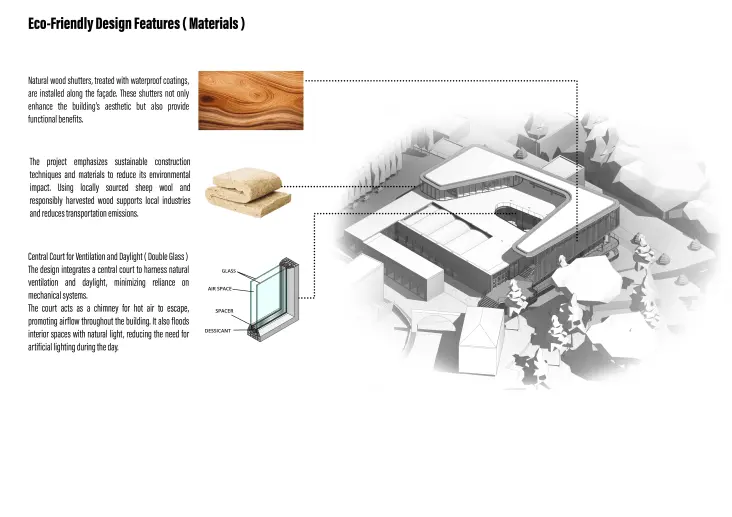 Eco-Friendly Design Features ( Materials )
Natural wood shutters, treated with waterproof coatings,
are installed along the façade. These shutters not only
enhance the building's aesthetic but also provide
functional benefits.
The project emphasizes sustainable construction
techniques and materials to reduce its environmental
impact. Using locally sourced sheep wool and
responsibly harvested wood supports local industries
and reduces transportation emissions.
Central Court for Ventilation and Daylight ( Double Glass )
The design integrates a central court to harness natural
ventilation and daylight, minimizing reliance on
mechanical systems.
The court acts as a chimney for hot air to escape,
promoting airflow throughout the building. It also floods
interior spaces with natural light, reducing the need for
artificial lighting during the day.
GLASS
AIR SPACE
SPACER
DESSICANT